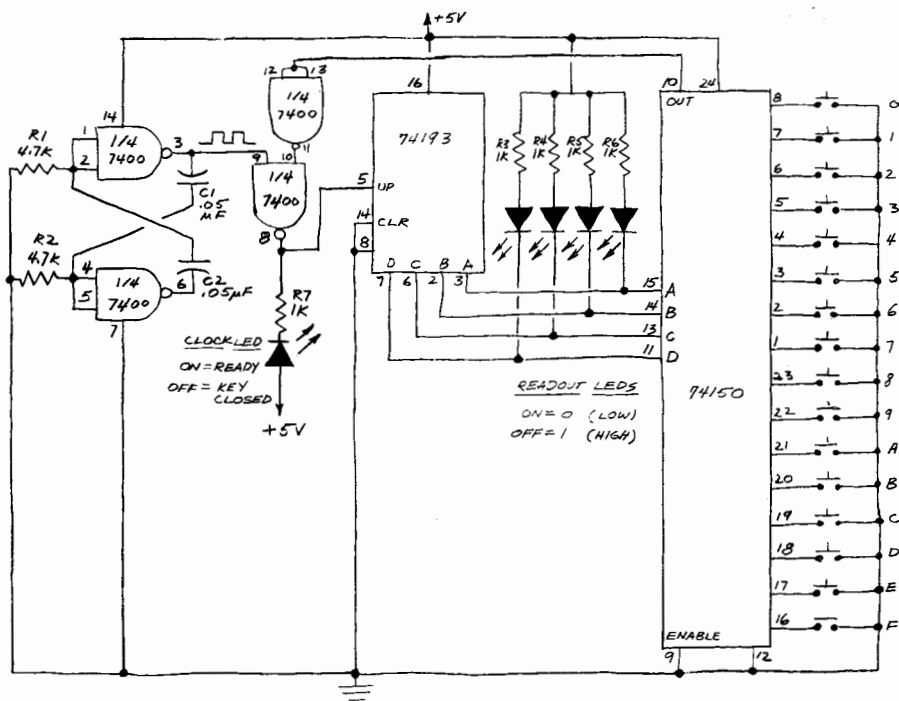 +5V
14
12
13
1/4
7400
11
16
74193
10
24
OUT
R1
4.7K
1
2
1/4
7400
3
9
10
1/4
7400
8
C1
.05
µF
R2
4.7K
4
5
1/4
7400
6
C2
.05µF
7
5
UP
14
CLR
8
D
C
B
A
7
6
2
3
R3
1K
R4
1K
R5
1K
R6
1K
R7
1K
CLOCK LED
ON=READY
OFF=KEY
CLOSED
+5V
READOUT LEDS
ON=0 (LOW)
OFF=1 (HIGH)
15
A
14
B
13
C
11
D
74150
8
0
7
1
6
2
5
3
4
4
3
5
2
6
1
7
23
8
22
9
21
A
20
B
19
C
18
D
17
E
16
F
ENABLE
9
12